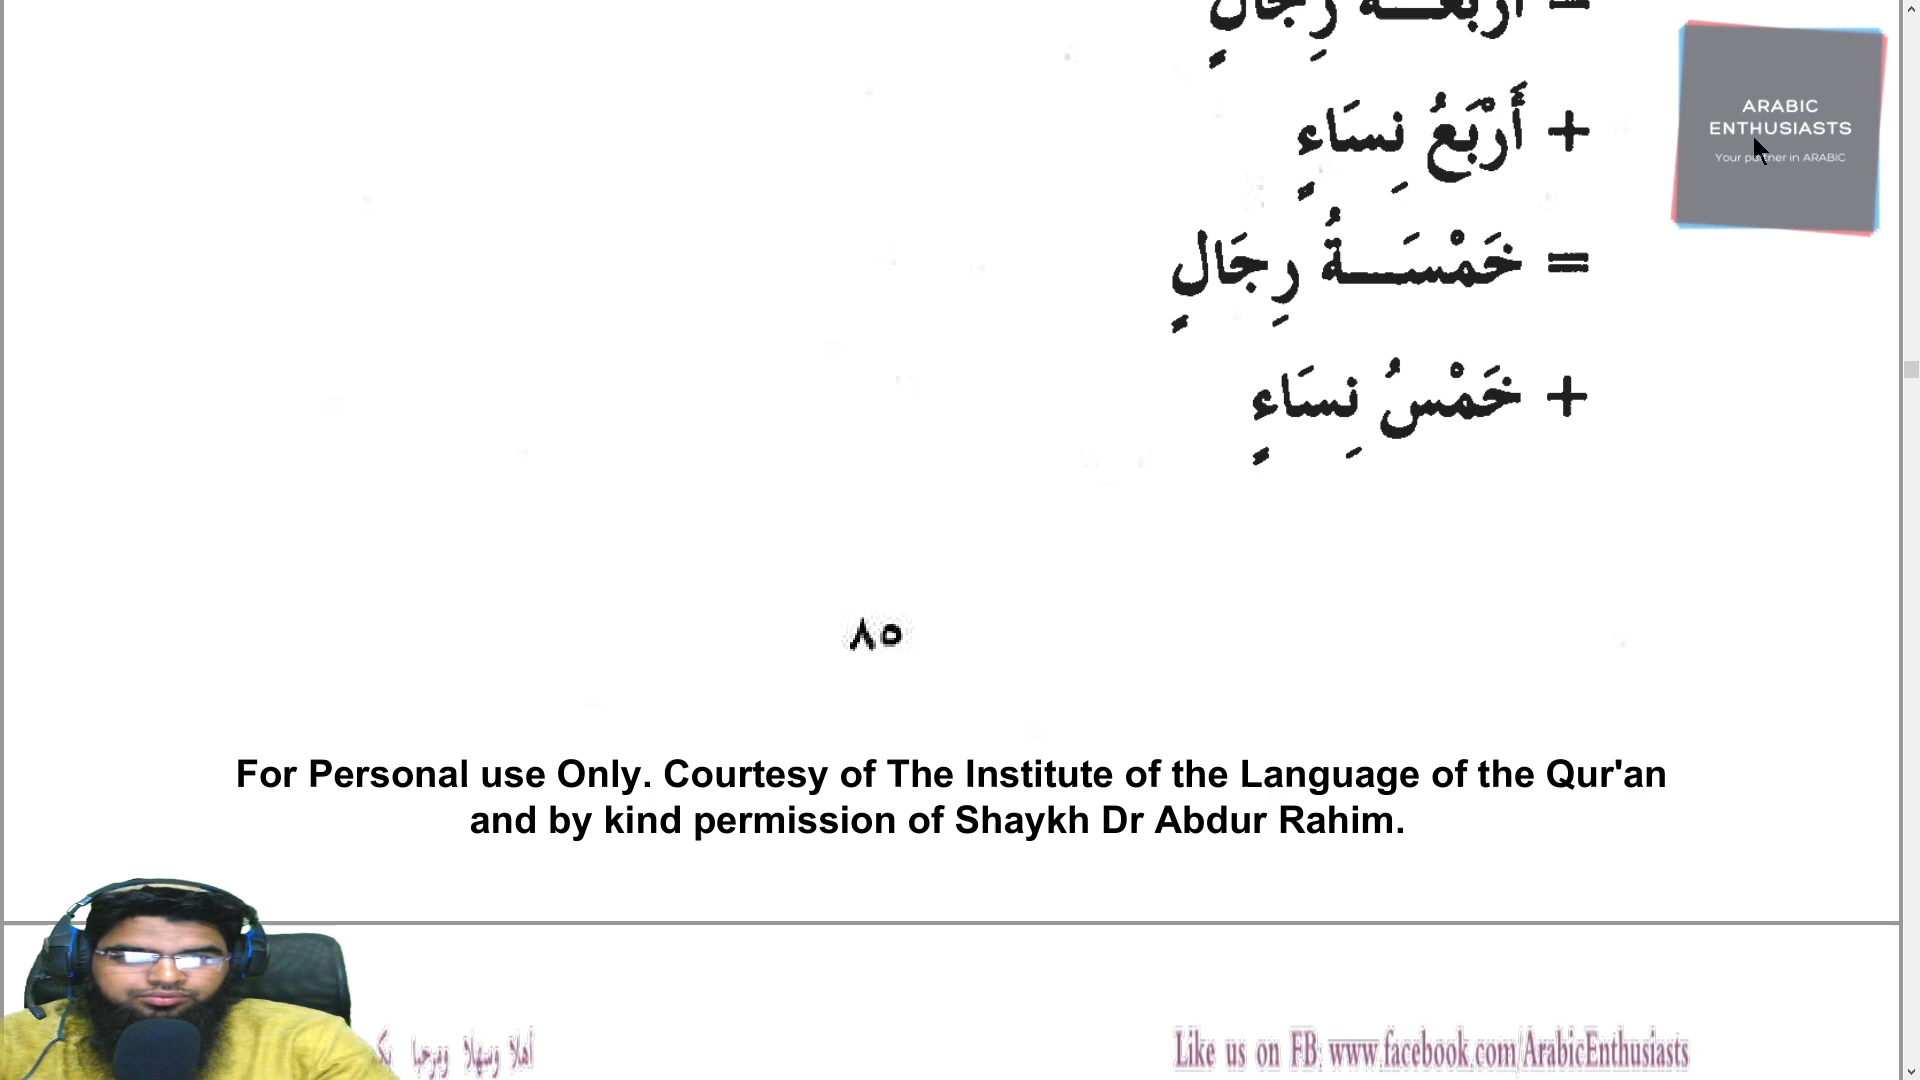 = أَرْبَعَـــةُ رِجَالٍ
+ أَرْبَعُ نِسَاءٍ
= خَمْسَـــةُ رِجَالٍ
+ خَمْسُ نِسَاءٍ
ARABIC
ENTHUSIASTS
Your partner in ARABIC
٨٥
For Personal use Only. Courtesy of The Institute of the Language of the Qur'an
and by kind permission of Shaykh Dr Abdur Rahim.
أهلا وسهلا ومرحبا
Like us on FB: www.facebook.com/ArabicEnthusiasts